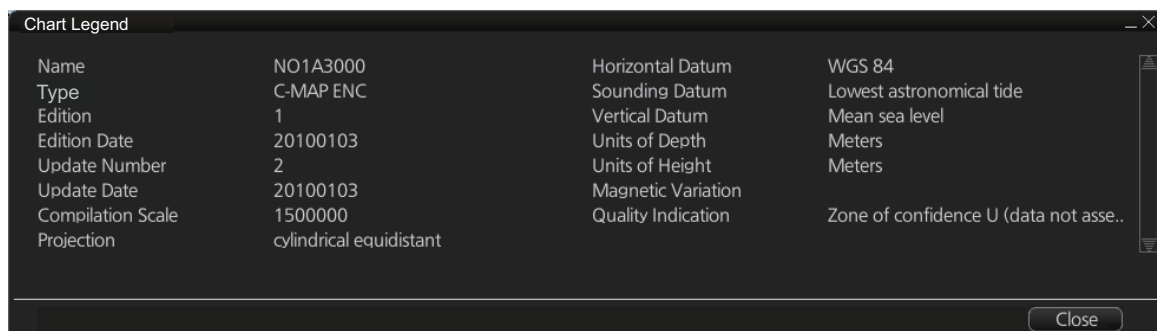 Chart Legend
Name NO1A3000 Horizontal Datum WGS 84
Type C-MAP ENC Sounding Datum Lowest astronomical tide
Edition 1 Vertical Datum Mean sea level
Edition Date 20100103 Units of Depth Meters
Update Number 2 Units of Height Meters
Update Date 20100103 Magnetic Variation
Compilation Scale 1500000 Quality Indication Zone of confidence U (data not asse..
Projection cylindrical equidistant
Close